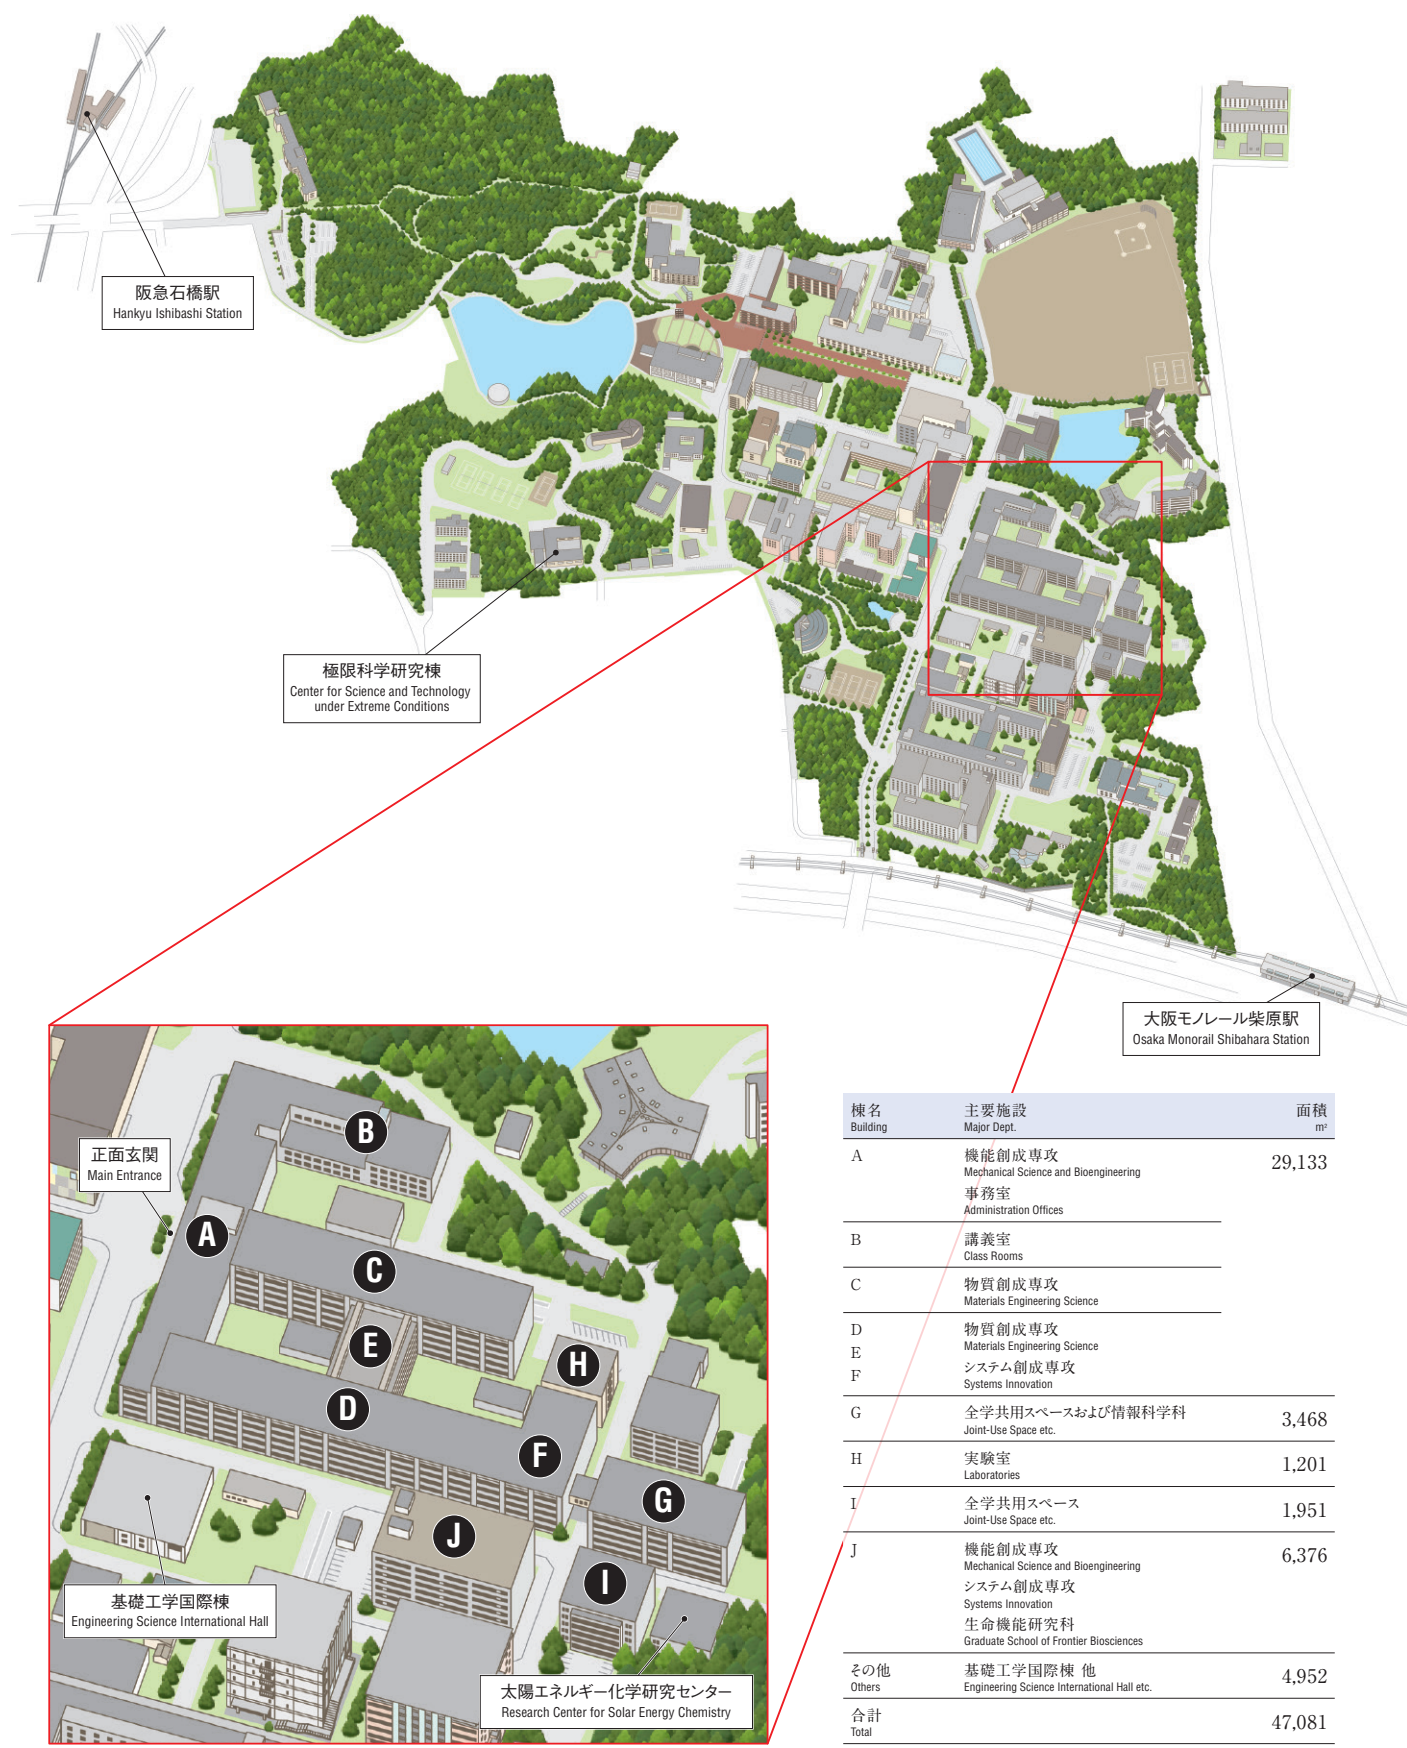 阪急石橋駅
Hankyu Ishibashi Station
極限科学研究棟
Center for Science and Technology
under Extreme Conditions
大阪モノレール柴原駅
Osaka Monorail Shibahara Station
正面玄関
Main Entrance
A
B
C
D
E
F
G
H
I
J
基礎工学国際棟
Engineering Science International Hall
太陽エネルギー化学研究センター
Research Center for Solar Energy Chemistry
棟名 主要施設 面積
Building Major Dept. m²
A 機能創成専攻 29,133
Mechanical Science and Bioengineering
事務室
Administration Offices
B 講義室
Class Rooms
C 物質創成専攻
Materials Engineering Science
D 物質創成専攻
Materials Engineering Science
E
F システム創成専攻
Systems Innovation
G 全学共用スペースおよび情報科学科 3,468
Joint-Use Space etc.
H 実験室 1,201
Laboratories
I 全学共用スペース 1,951
Joint-Use Space etc.
J 機能創成専攻 6,376
Mechanical Science and Bioengineering
システム創成専攻
Systems Innovation
生命機能研究科
Graduate School of Frontier Biosciences
その他 基礎工学国際棟 他 4,952
Others Engineering Science International Hall etc.
合計 47,081
Total